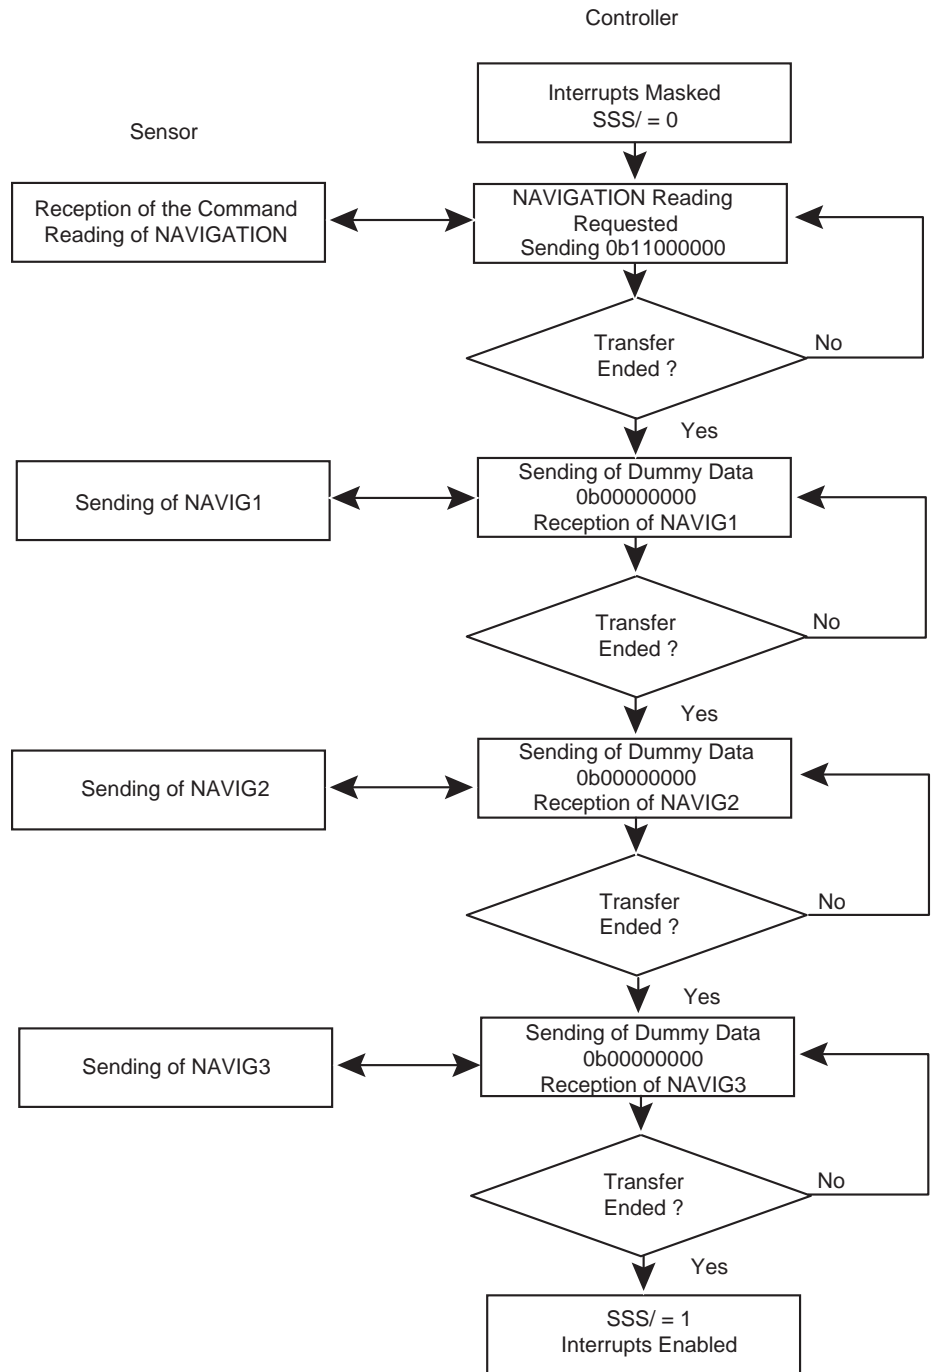 Controller
Interrupts Masked
SSS/ = 0
Sensor
Reception of the Command
Reading of NAVIGATION
NAVIGATION Reading
Requested
Sending 0b11000000
Transfer
Ended ?
No
Yes
Sending of NAVIG1
Sending of Dummy Data
0b00000000
Reception of NAVIG1
Transfer
Ended ?
No
Yes
Sending of NAVIG2
Sending of Dummy Data
0b00000000
Reception of NAVIG2
Transfer
Ended ?
No
Yes
Sending of NAVIG3
Sending of Dummy Data
0b00000000
Reception of NAVIG3
Transfer
Ended ?
No
Yes
SSS/ = 1
Interrupts Enabled